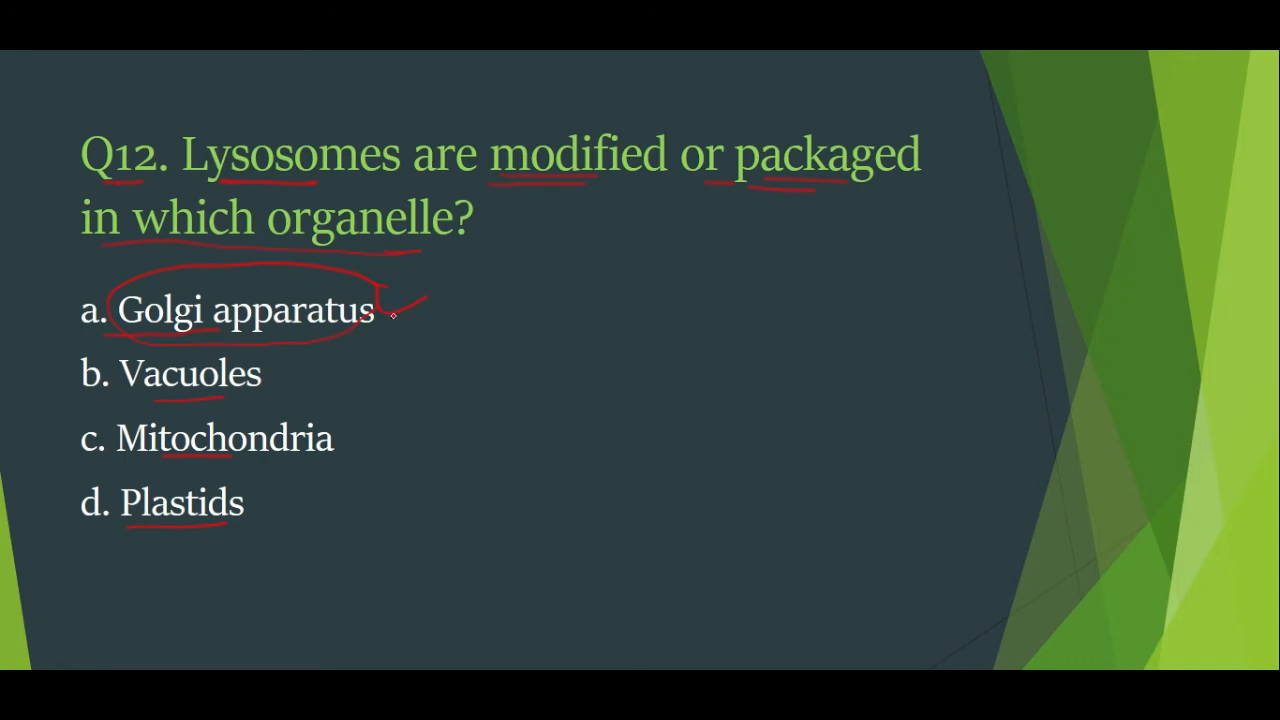 Q12. Lysosomes are modified or packaged
in which organelle?
a. Golgi apparatus
b. Vacuoles
c. Mitochondria
d. Plastids